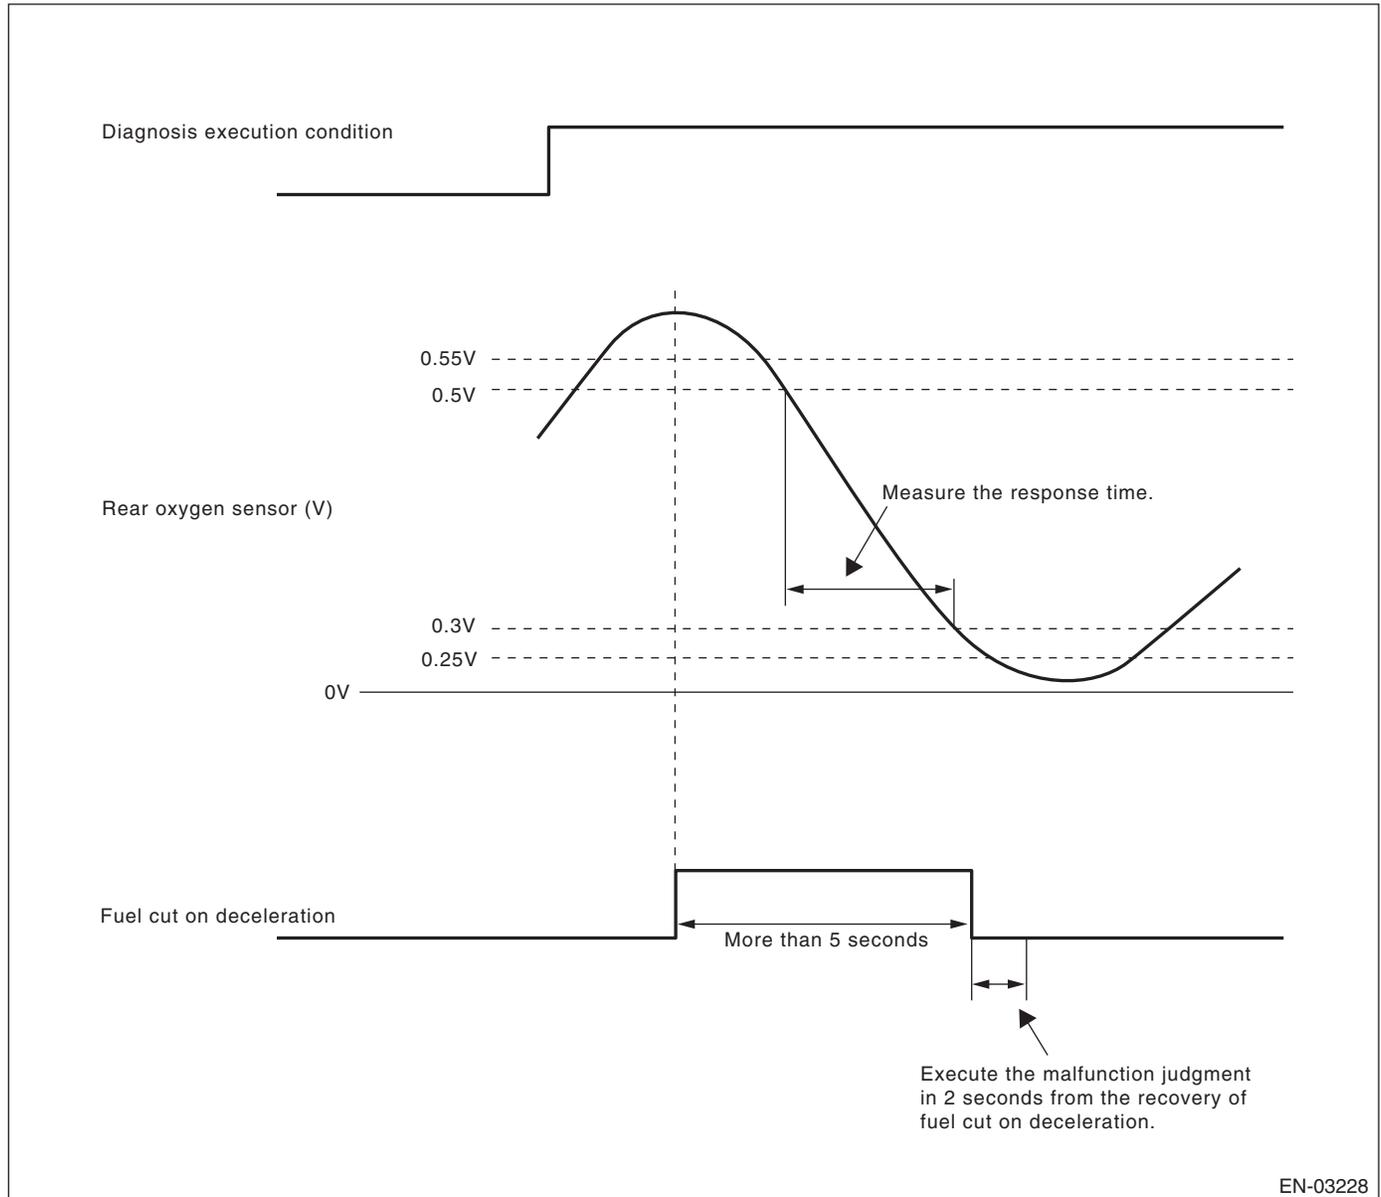 Diagnosis execution condition
0.55V
0.5V
Measure the response time.
Rear oxygen sensor (V)
0.3V
0.25V
0V
Fuel cut on deceleration
More than 5 seconds
Execute the malfunction judgment
in 2 seconds from the recovery of
fuel cut on deceleration.
EN-03228